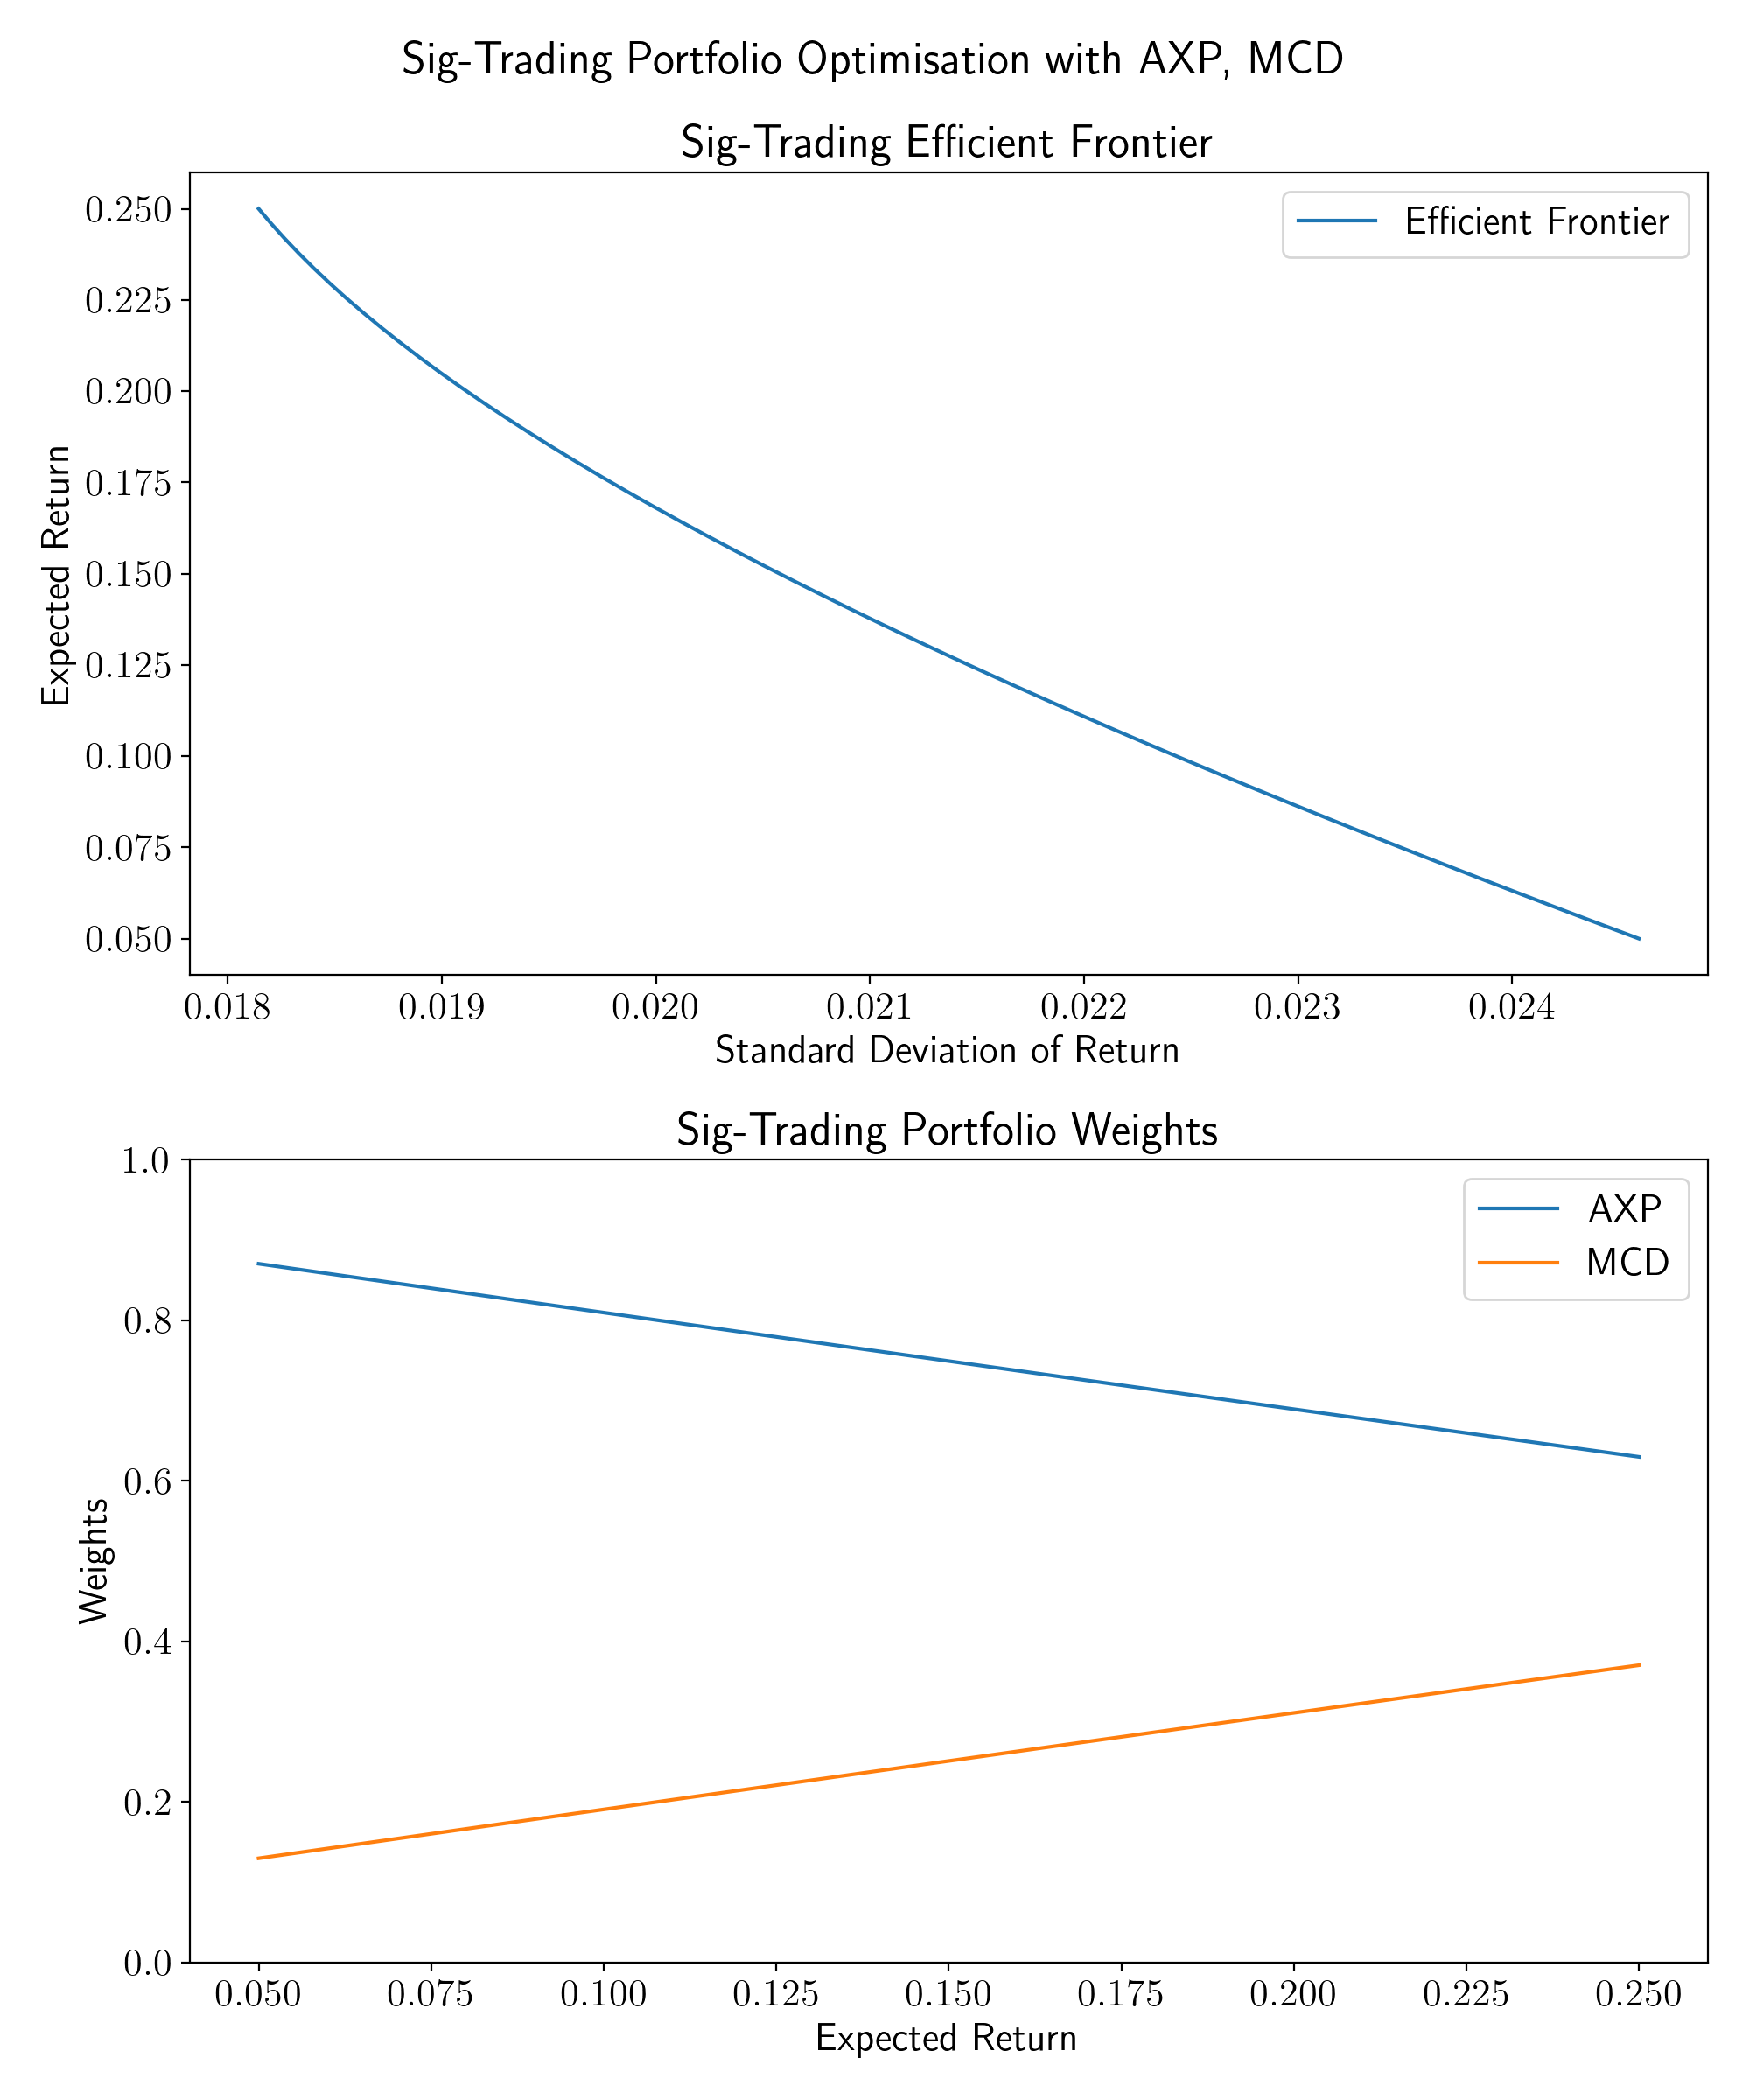 Sig-Trading Portfolio Optimisation with AXP, MCD
Sig-Trading Efficient Frontier
Efficient Frontier
0.250
0.225
0.200
0.175
0.150
0.125
0.100
0.075
0.050
Expected Return
0.018 0.019 0.020 0.021 0.022 0.023 0.024
Standard Deviation of Return
Sig-Trading Portfolio Weights
AXP
MCD
1.0
0.8
0.6
0.4
0.2
0.0
Weights
0.050 0.075 0.100 0.125 0.150 0.175 0.200 0.225 0.250
Expected Return